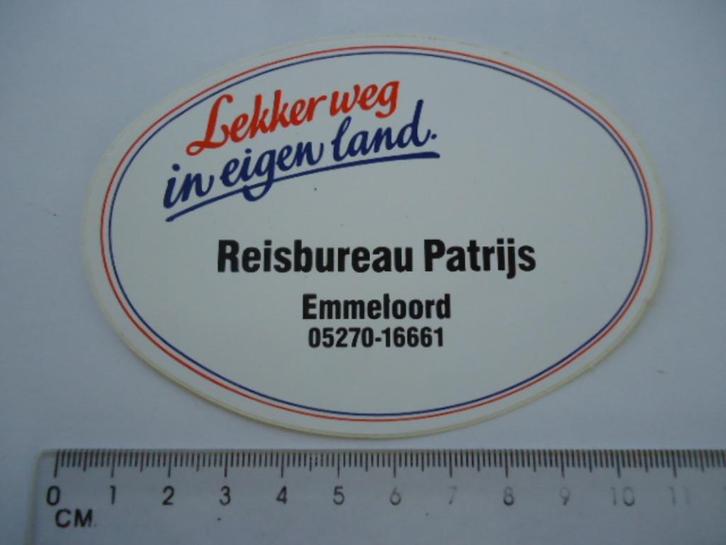 Lekker weg
in eigen land.
Reisbureau Patrijs
Emmeloord
05270-16661
0 1 2 3 4 5 6 7 8 9 10 11
CM